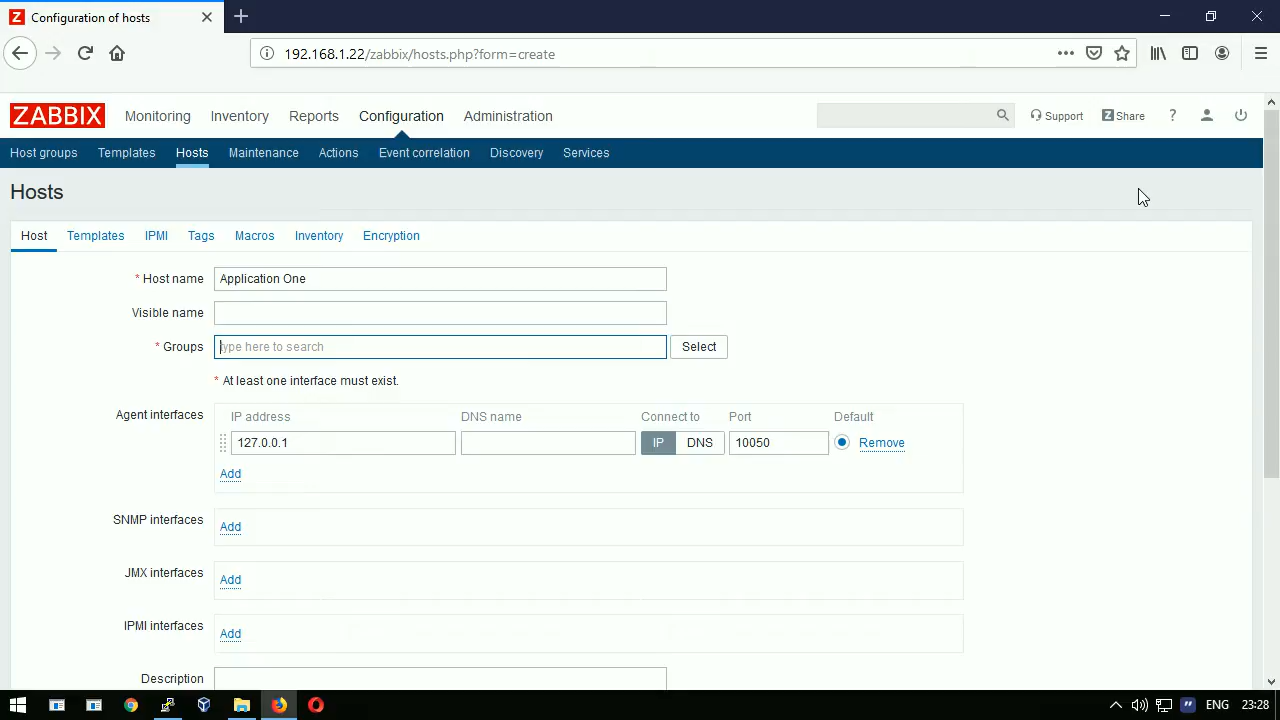 Configuration of hosts
192.168.1.22/zabbix/hosts.php?form=create
ZABBIX Monitoring Inventory Reports Configuration Administration Support Z Share ?
Host groups Templates Hosts Maintenance Actions Event correlation Discovery Services
Hosts
Host Templates IPMI Tags Macros Inventory Encryption
* Host name Application One
Visible name
* Groups type here to search Select
* At least one interface must exist.
Agent interfaces IP address DNS name Connect to Port Default
127.0.0.1 IP DNS 10050 Remove
Add
SNMP interfaces Add
JMX interfaces Add
IPMI interfaces Add
Description
ENG 23:28